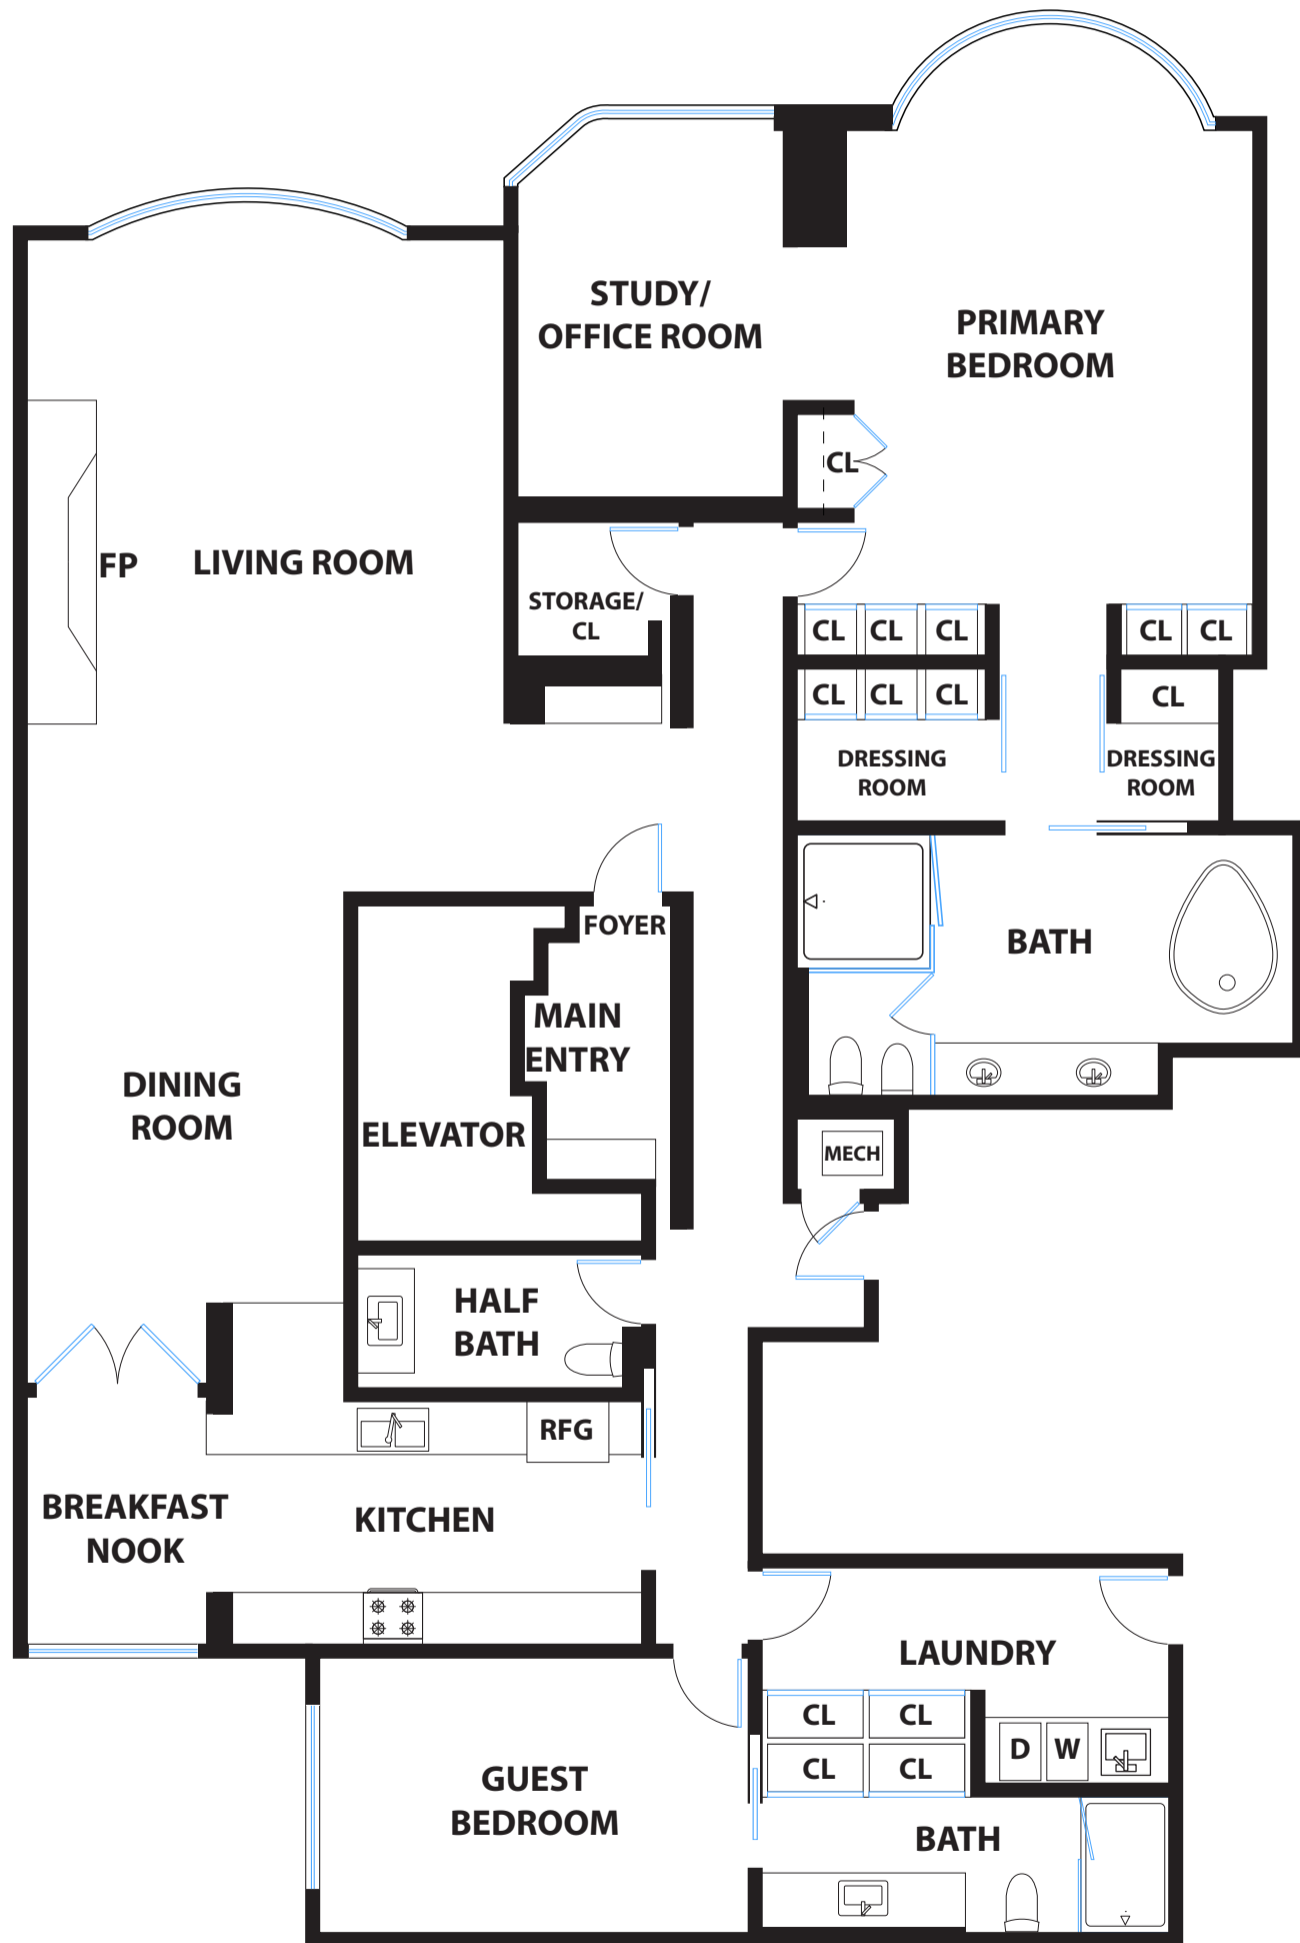 STUDY/
OFFICE ROOM
PRIMARY
BEDROOM
CL
FP
LIVING ROOM
STORAGE/
CL
CL CL CL
CL CL
CL CL CL
CL
DRESSING
ROOM
DRESSING
ROOM
FOYER
BATH
MAIN
ENTRY
DINING
ROOM
ELEVATOR
MECH
HALF
BATH
RFG
BREAKFAST
NOOK
KITCHEN
LAUNDRY
CL CL
CL CL
D W
GUEST
BEDROOM
BATH